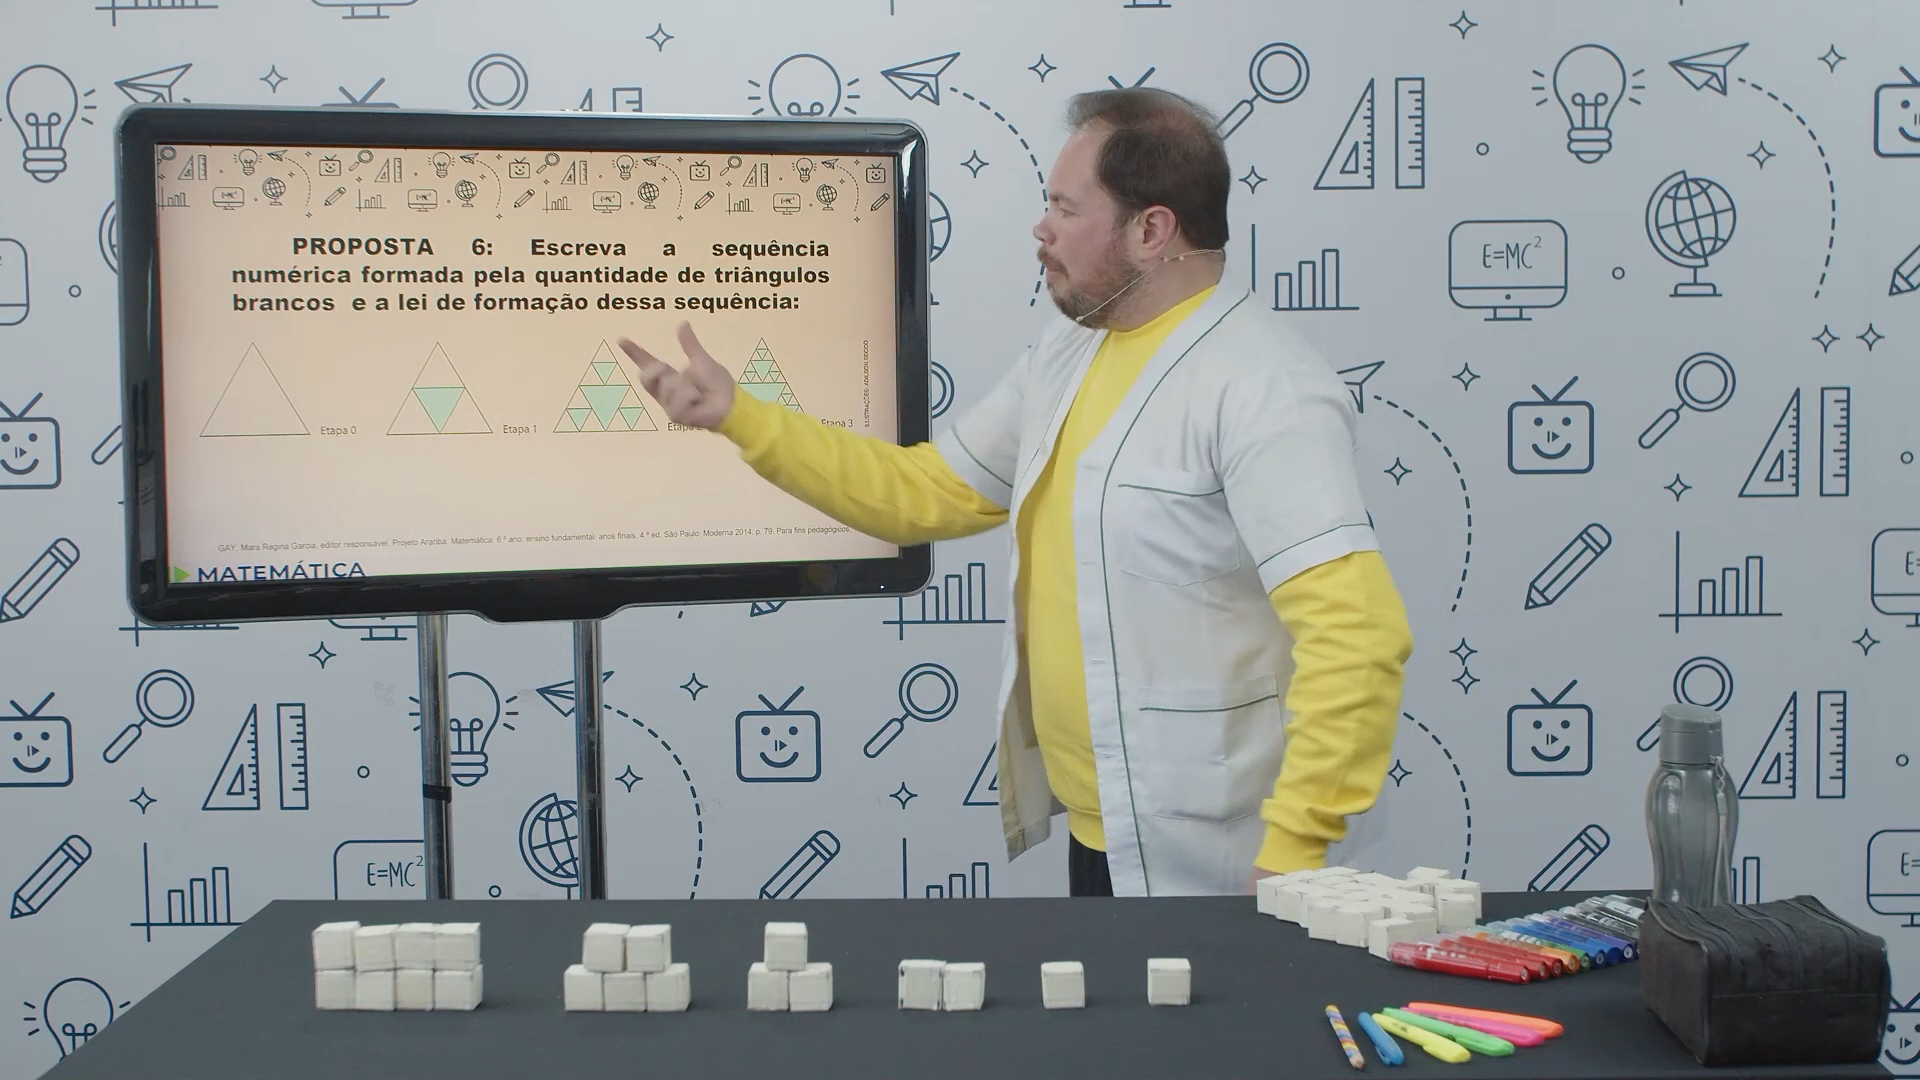 PROPOSTA 6: Escreva a sequência
numérica formada pela quantidade de triângulos
brancos e a lei de formação dessa sequência:
Etapa 0
Etapa 1
Etapa 3
GAY, Mara Regina Garcia, editor responsável. Projeto Araribá: Matemática: 6.º ano: ensino fundamental: anos finais. 4.ª ed. São Paulo: Moderna 2014. p. 79. Para fins pedagógicos.
MATEMÁTICA
E=MC²
E=MC²